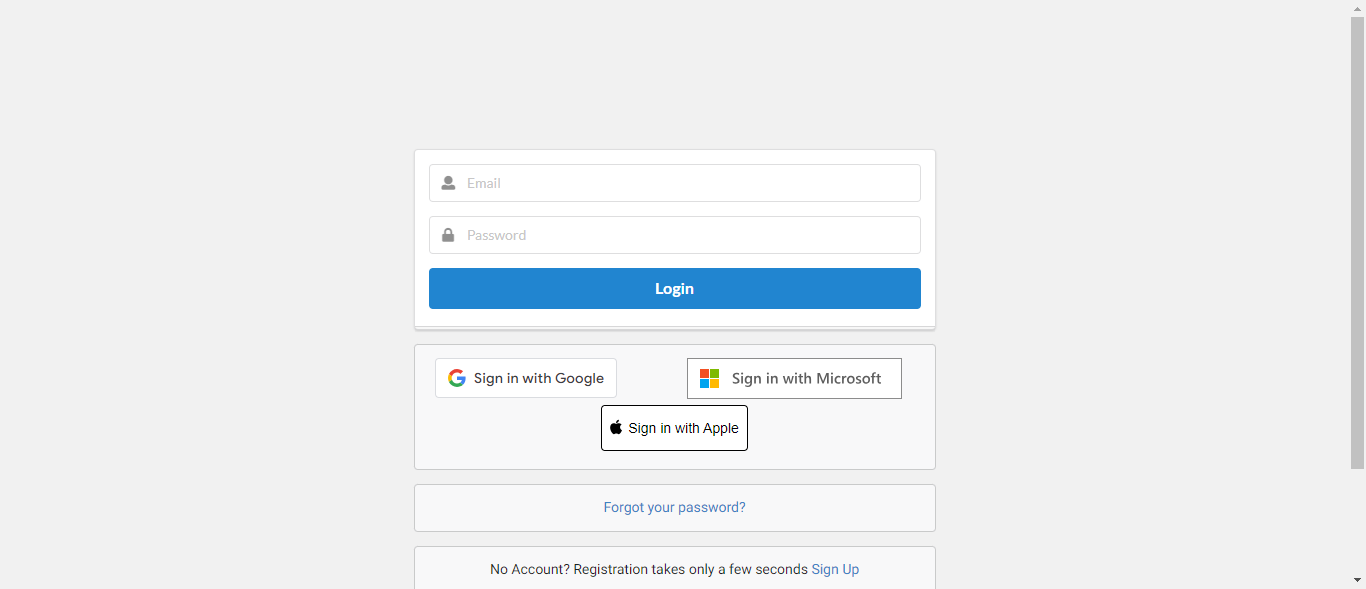 Email
Password
Login
Sign in with Google
Sign in with Microsoft
Sign in with Apple
Forgot your password?
No Account? Registration takes only a few seconds Sign Up